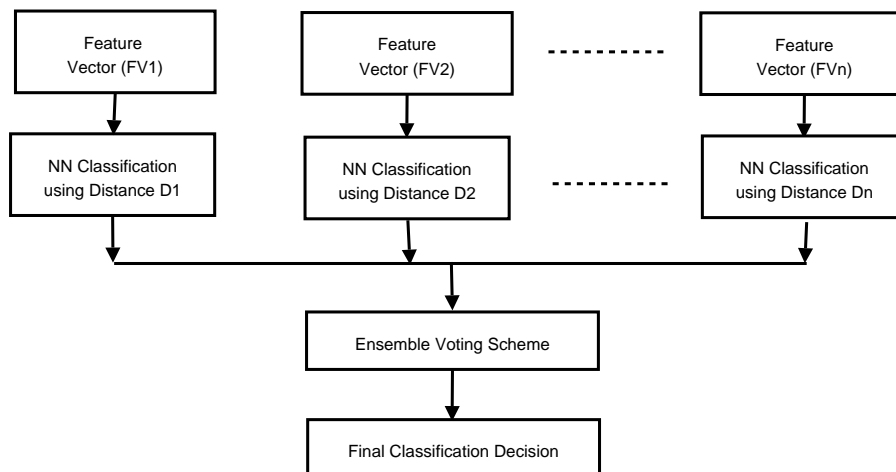 Feature
Vector (FV1)
Feature
Vector (FV2)
Feature
Vector (FVn)
NN Classification
using Distance D1
NN Classification
using Distance D2
NN Classification
using Distance Dn
Ensemble Voting Scheme
Final Classification Decision